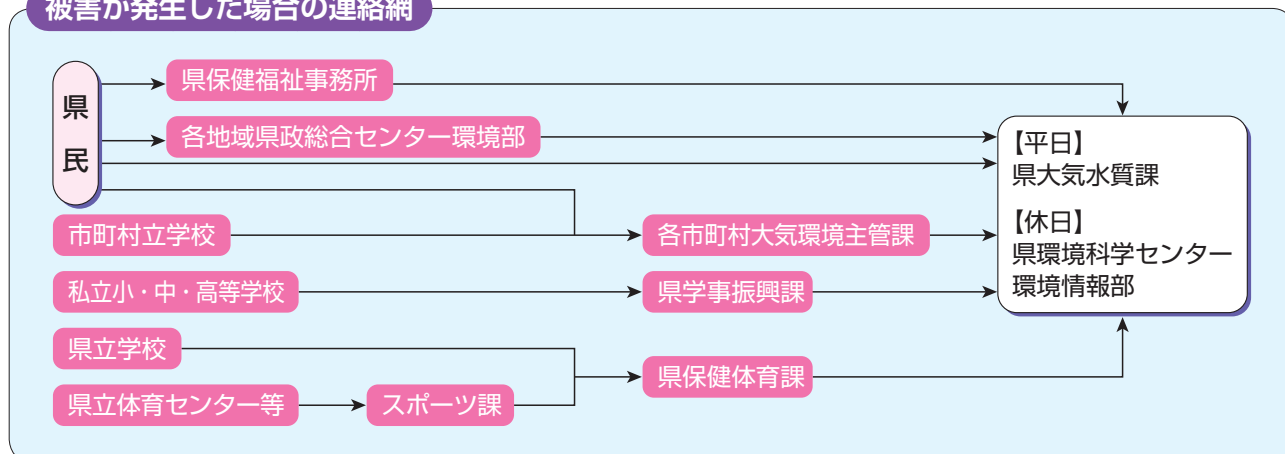 被害が発生した場合の連絡網
県民
県保健福祉事務所
各地域県政総合センター環境部
【平日】
県大気水質課
【休日】
県環境科学センター
環境情報部
市町村立学校
各市町村大気環境主管課
私立小・中・高等学校
県学事振興課
県立学校
県保健体育課
県立体育センター等
スポーツ課